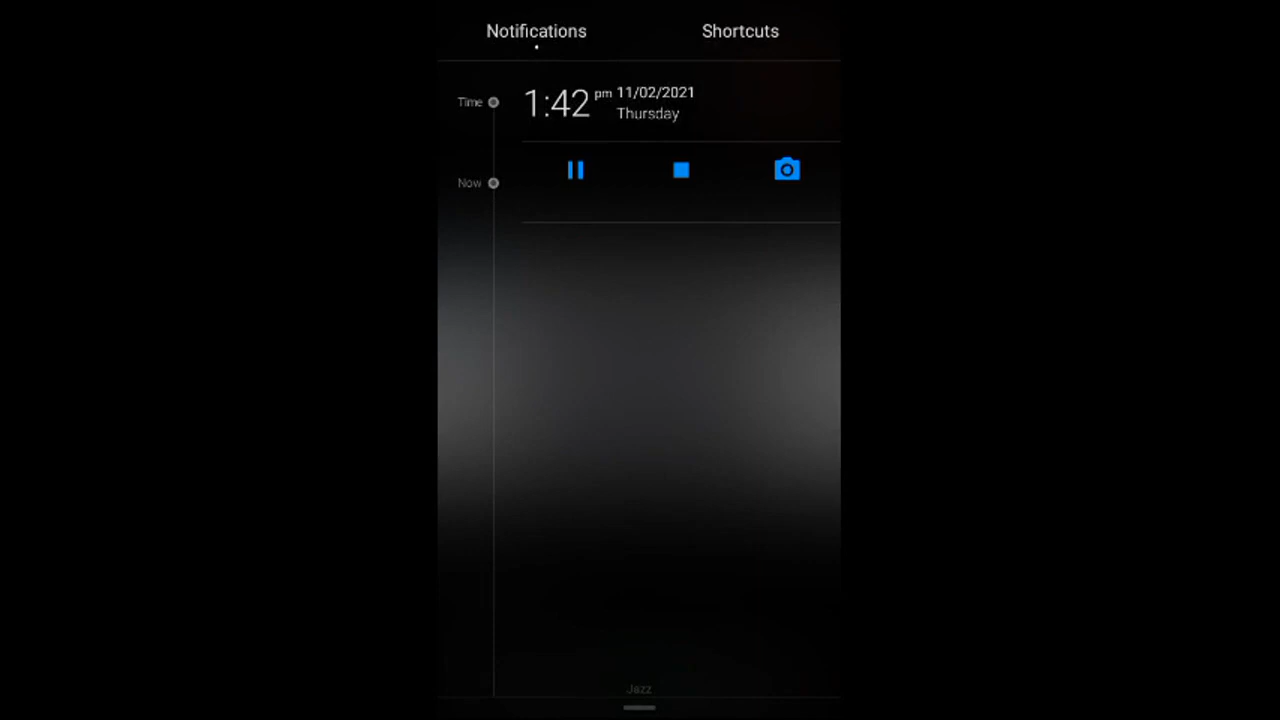 Notifications Shortcuts
Time 1:42 pm 11/02/2021
Thursday
Now
Jazz